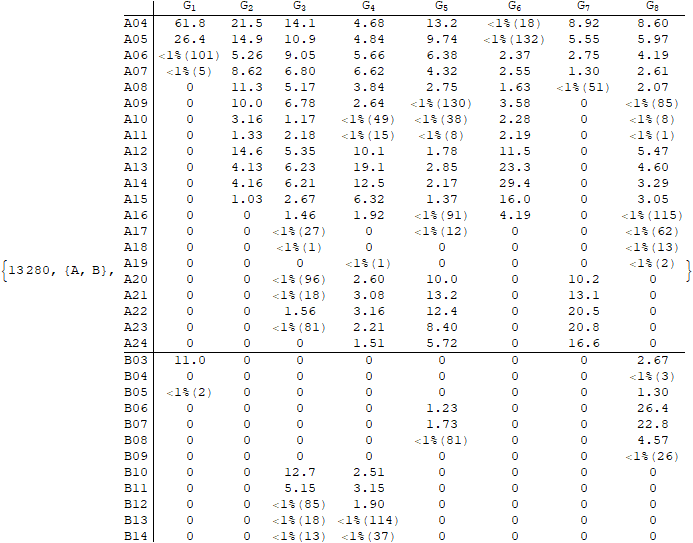 G₁ G₂ G₃ G₄ G₅ G₆ G₇ G₈
A04 61.8 21.5 14.1 4.68 13.2 <1%(18) 8.92 8.60
A05 26.4 14.9 10.9 4.84 9.74 <1%(132) 5.55 5.97
A06 <1%(101) 5.26 9.05 5.66 6.38 2.37 2.75 4.19
A07 <1%(5) 8.62 6.80 6.62 4.32 2.55 1.30 2.61
A08 0 11.3 5.17 3.84 2.75 1.63 <1%(51) 2.07
A09 0 10.0 6.78 2.64 <1%(130) 3.58 0 <1%(85)
A10 0 3.16 1.17 <1%(49) <1%(38) 2.28 0 <1%(8)
A11 0 1.33 2.18 <1%(15) <1%(8) 2.19 0 <1%(1)
A12 0 14.6 5.35 10.1 1.78 11.5 0 5.47
A13 0 4.13 6.23 19.1 2.85 23.3 0 4.60
A14 0 4.16 6.21 12.5 2.17 29.4 0 3.29
A15 0 1.03 2.67 6.32 1.37 16.0 0 3.05
A16 0 0 1.46 1.92 <1%(91) 4.19 0 <1%(115)
A17 0 0 <1%(27) 0 <1%(12) 0 0 <1%(62)
A18 0 0 <1%(1) 0 0 0 0 <1%(13)
A19 0 0 0 <1%(1) 0 0 0 <1%(2)
{13280, {A, B}, }
A20 0 0 <1%(96) 2.60 10.0 0 10.2 0
A21 0 0 <1%(18) 3.08 13.2 0 13.1 0
A22 0 0 1.56 3.16 12.4 0 20.5 0
A23 0 0 <1%(81) 2.21 8.40 0 20.8 0
A24 0 0 0 1.51 5.72 0 16.6 0
B03 11.0 0 0 0 0 0 0 2.67
B04 0 0 0 0 0 0 0 <1%(3)
B05 <1%(2) 0 0 0 0 0 0 1.30
B06 0 0 0 0 1.23 0 0 26.4
B07 0 0 0 0 1.73 0 0 22.8
B08 0 0 0 0 <1%(81) 0 0 4.57
B09 0 0 0 0 0 0 0 <1%(26)
B10 0 0 12.7 2.51 0 0 0 0
B11 0 0 5.15 3.15 0 0 0 0
B12 0 0 <1%(85) 1.90 0 0 0 0
B13 0 0 <1%(18) <1%(114) 0 0 0 0
B14 0 0 <1%(13) <1%(37) 0 0 0 0